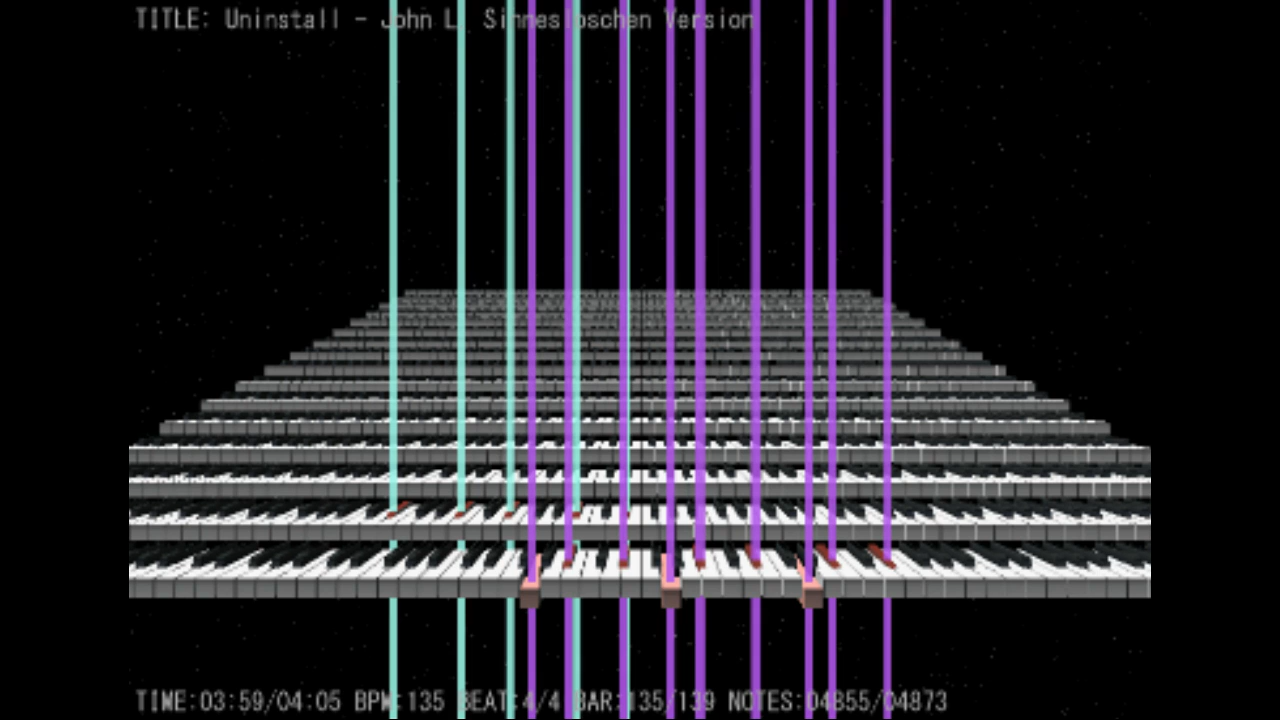 TITLE: Uninstall - John L. Sinneslöschen Version
TIME:03:59/04:05 BPM:135 BEAT:4/4 BAR:135/139 NOTES:04855/04873